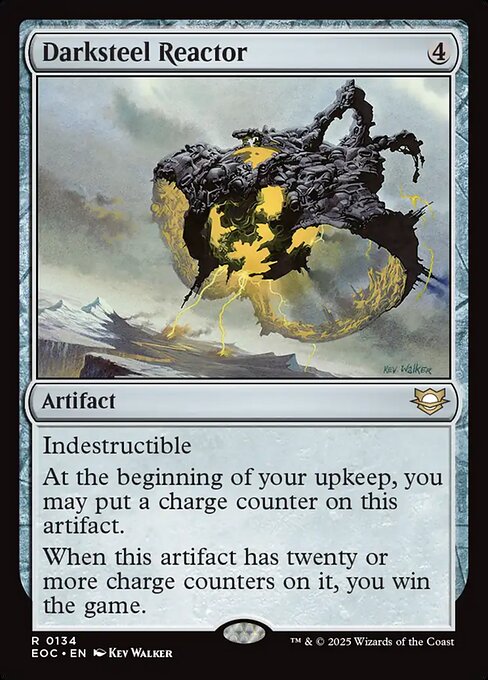 Darksteel Reactor 4
KEV WALKER
Artifact
Indestructible
At the beginning of your upkeep, you
may put a charge counter on this
artifact.
When this artifact has twenty or
more charge counters on it, you win
the game.
R 0134
EOC • EN Kev Walker
™ & © 2025 Wizards of the Coast